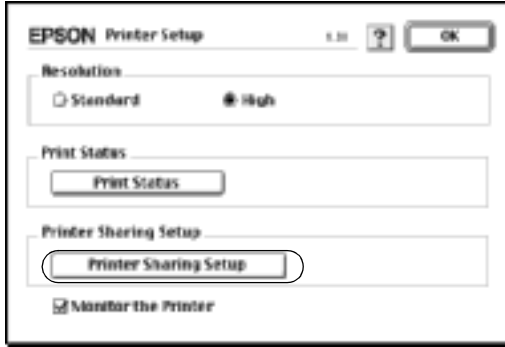 EPSON Printer Setup
OK
Resolution
Standard High
Print Status
Print Status
Printer Sharing Setup
Printer Sharing Setup
Monitor the Printer